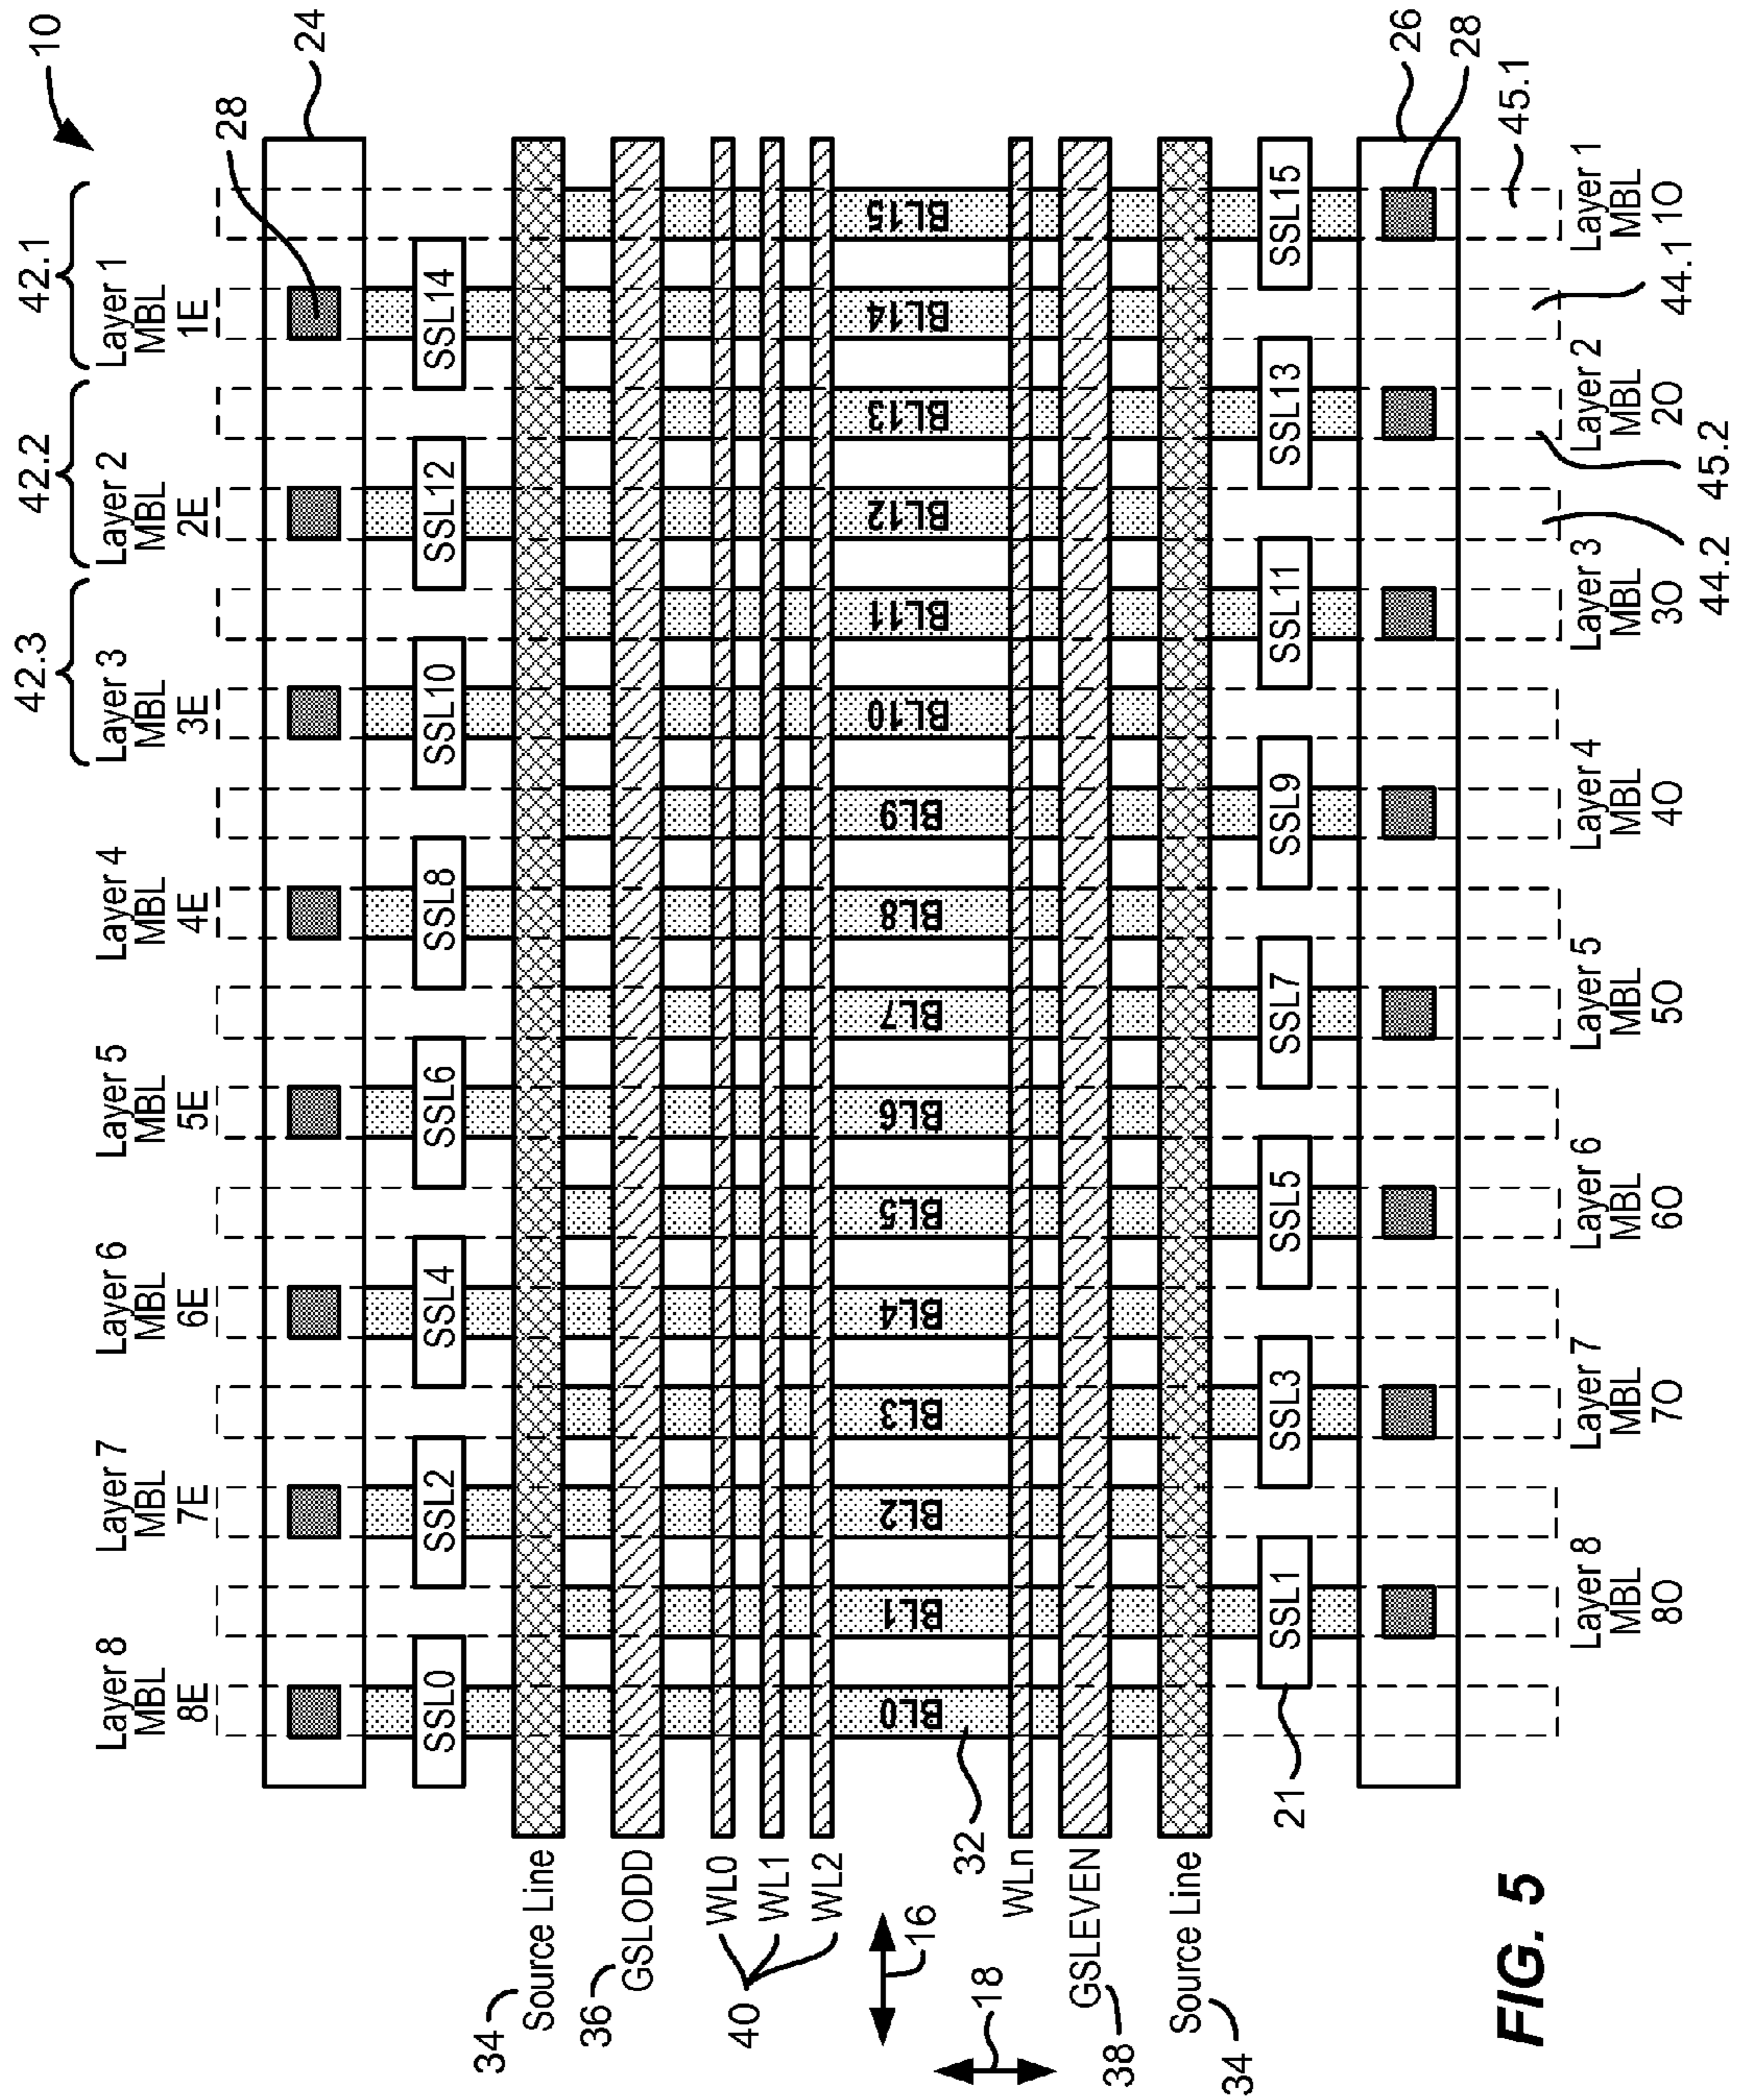 10
42.3
42.2
42.1
Layer 8
MBL
8E
Layer 7
MBL
7E
Layer 6
MBL
6E
Layer 5
MBL
5E
Layer 4
MBL
4E
Layer 3
MBL
3E
Layer 2
MBL
2E
Layer 1
MBL
1E
28
24
28
SSL0
SSL2
SSL4
SSL6
SSL8
SSL10
SSL12
SSL14
34
Source Line
36
GSLODD
40
WL0
WL1
WL2
BL0
BL1
BL2
BL3
BL4
BL5
BL6
BL7
BL8
BL9
BL10
BL11
BL12
BL13
BL14
BL15
16
18
32
WLn
38
GSLEVEN
34
Source Line
21
SSL1
SSL3
SSL5
SSL7
SSL9
SSL11
SSL13
SSL15
26
28
45.1
Layer 8
MBL
8O
Layer 7
MBL
7O
Layer 6
MBL
6O
Layer 5
MBL
5O
Layer 4
MBL
4O
Layer 3
MBL
3O
Layer 2
MBL
2O
Layer 1
MBL
1O
44.2
45.2
44.1
FIG. 5